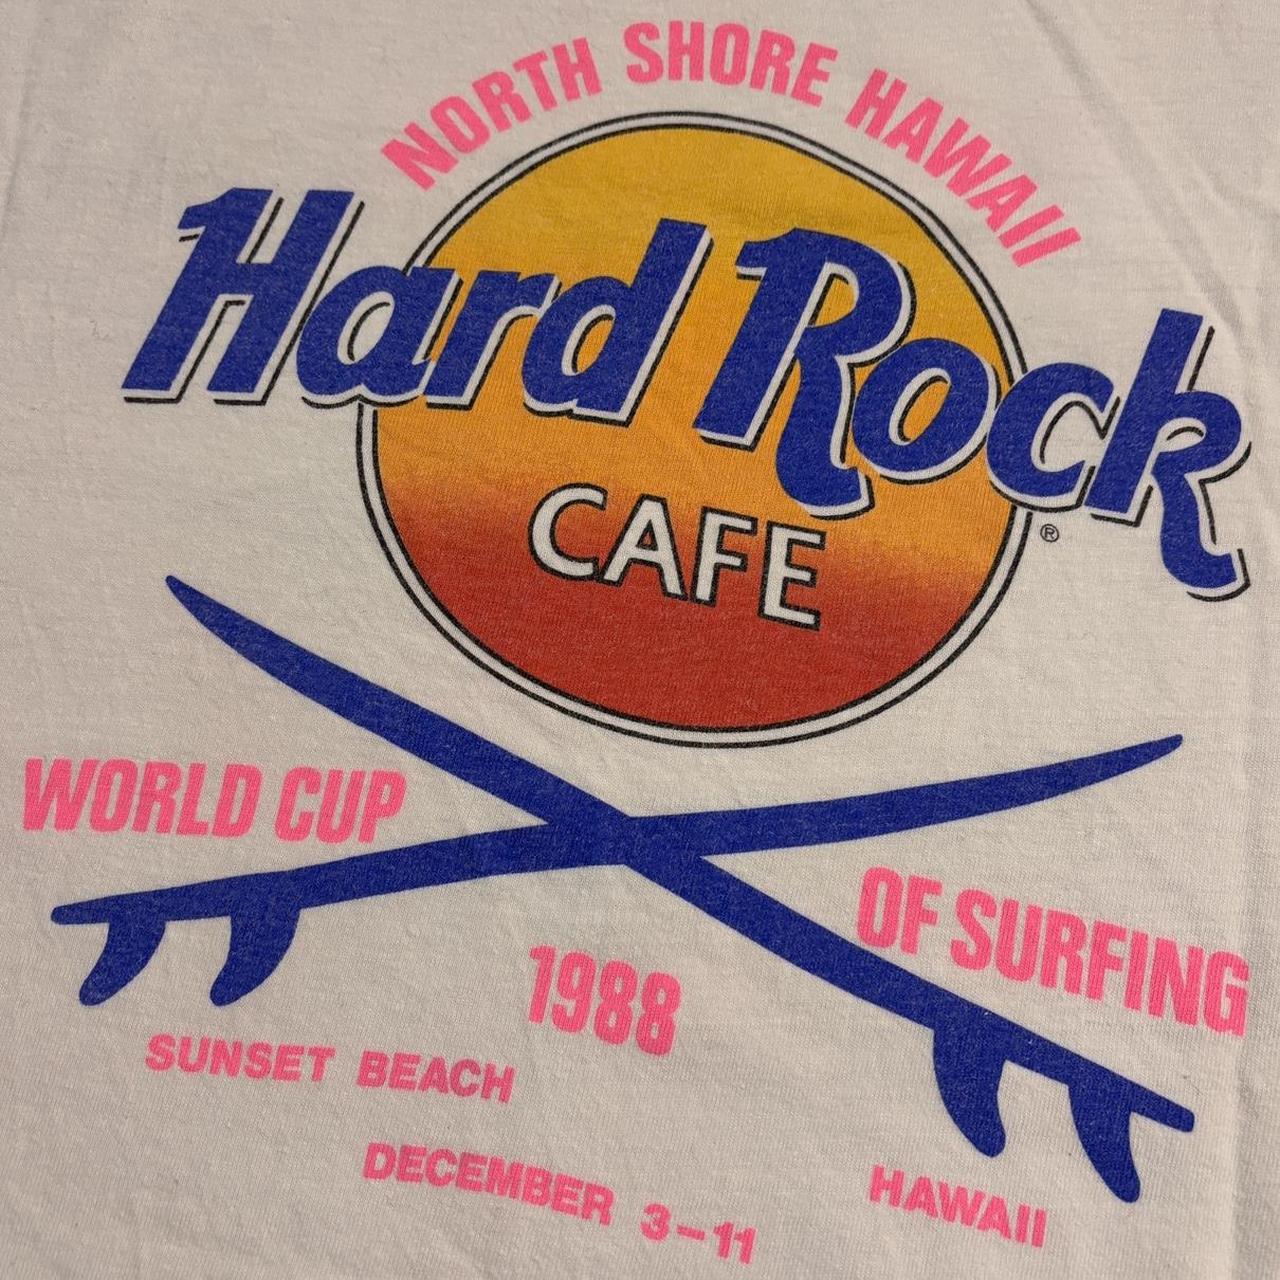 NORTH SHORE HAWAII
Hard Rock
CAFE
®
WORLD CUP
OF SURFING
1988
SUNSET BEACH
HAWAII
DECEMBER 3-11